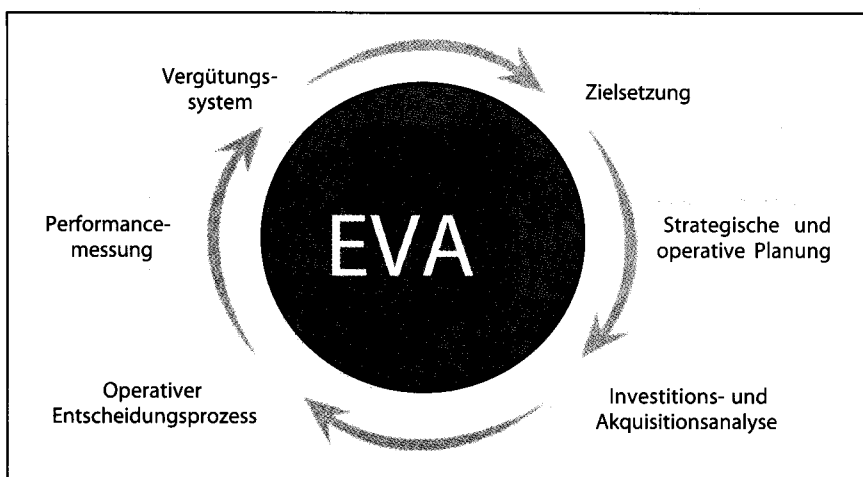 Vergütungs-
system
Zielsetzung
Performance-
messung
EVA
Strategische und
operative Planung
Operativer
Entscheidungsprozess
Investitions- und
Akquisitionsanalyse